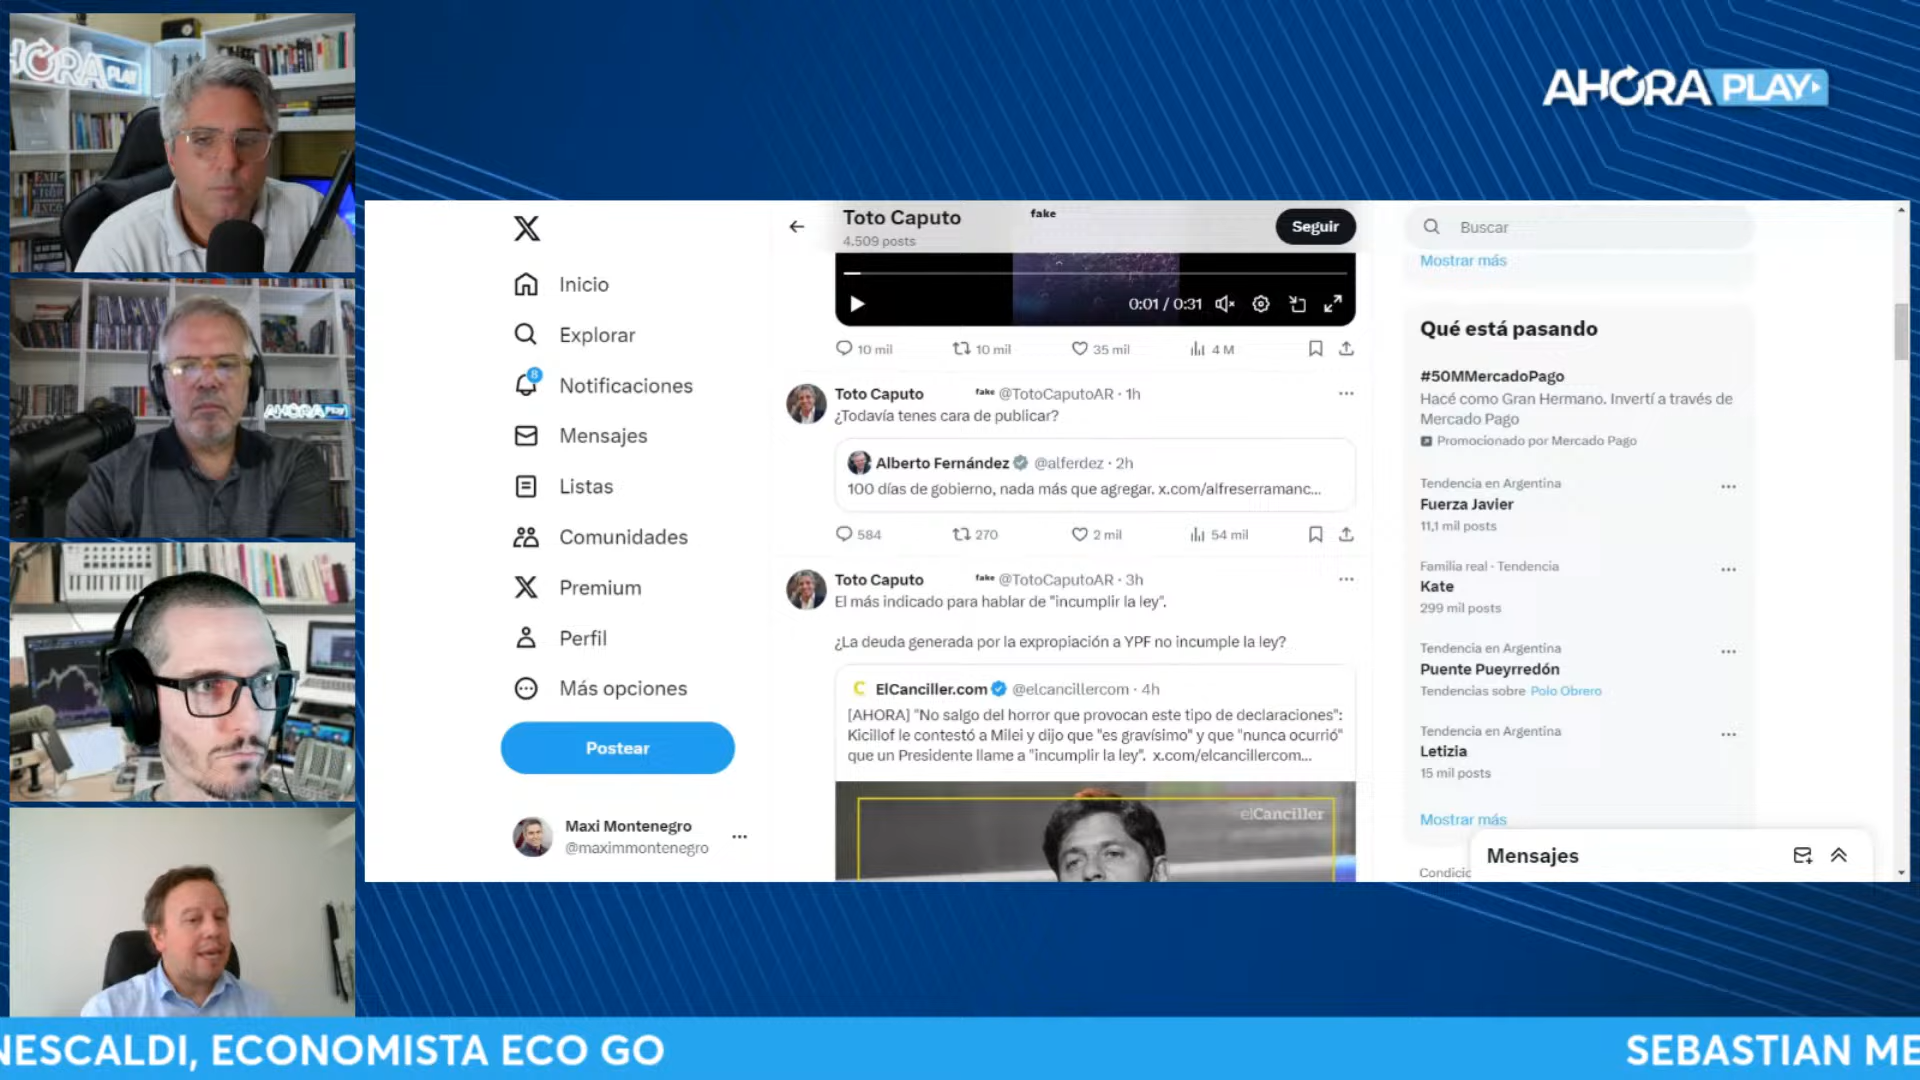 AHORA PLAY
AHORA PLAY
AHORA PLAY
Toto Caputo
fake
4.509 posts
Seguir
Buscar
Mostrar más
Inicio
Explorar
8
Notificaciones
Mensajes
Listas
Comunidades
Premium
Perfil
Más opciones
Postear
Maxi Montenegro
@maximmontenegro
0:01 / 0:31
10 mil
10 mil
35 mil
4 M
Toto Caputo fake @TotoCaputoAR · 1h
¿Todavía tenes cara de publicar?
Alberto Fernández @alferdez · 2h
100 días de gobierno, nada más que agregar. x.com/alfreserramanc...
584
270
2 mil
54 mil
Toto Caputo fake @TotoCaputoAR · 3h
El más indicado para hablar de "incumplir la ley".
¿La deuda generada por la expropiación a YPF no incumple la ley?
C ElCanciller.com @elcancillercom · 4h
[AHORA] "No salgo del horror que provocan este tipo de declaraciones":
Kicillof le contestó a Milei y dijo que "es gravísimo" y que "nunca ocurrió"
que un Presidente llame a "incumplir la ley". x.com/elcancillercom...
elCanciller
Qué está pasando
#50MMercadoPago
Hacé como Gran Hermano. Invertí a través de
Mercado Pago
Promocionado por Mercado Pago
Tendencia en Argentina
Fuerza Javier
11,1 mil posts
Familia real · Tendencia
Kate
299 mil posts
Tendencia en Argentina
Puente Pueyrredón
Tendencias sobre Polo Obrero
Tendencia en Argentina
Letizia
15 mil posts
Mostrar más
Condicic
Mensajes
NESCALDI, ECONOMISTA ECO GO
SEBASTIAN ME